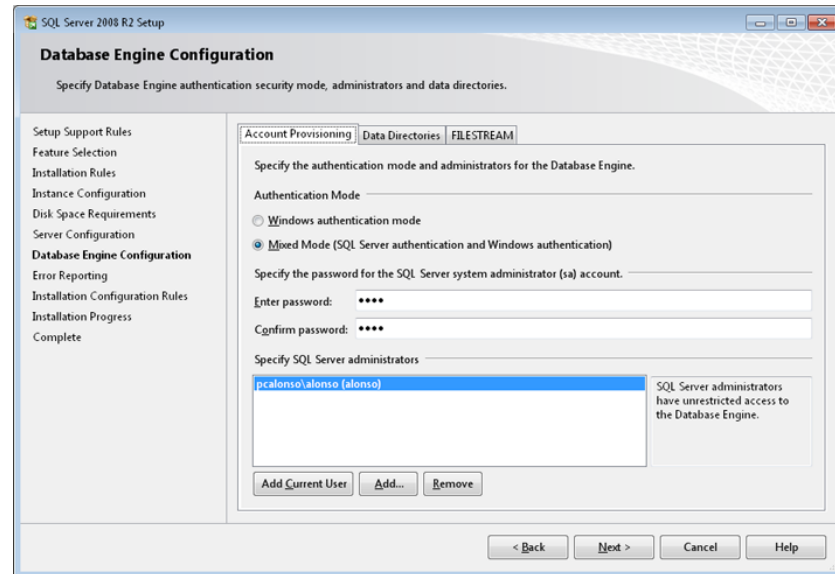 SQL Server 2008 R2 Setup
Database Engine Configuration
Specify Database Engine authentication security mode, administrators and data directories.
Setup Support Rules
Feature Selection
Installation Rules
Instance Configuration
Disk Space Requirements
Server Configuration
Database Engine Configuration
Error Reporting
Installation Configuration Rules
Installation Progress
Complete
Account Provisioning Data Directories FILESTREAM
Specify the authentication mode and administrators for the Database Engine.
Authentication Mode
Windows authentication mode
Mixed Mode (SQL Server authentication and Windows authentication)
Specify the password for the SQL Server system administrator (sa) account.
Enter password: ••••
Confirm password: ••••
Specify SQL Server administrators
pcalonso\alonso (alonso)
SQL Server administrators
have unrestricted access to
the Database Engine.
Add Current User Add... Remove
< Back Next > Cancel Help